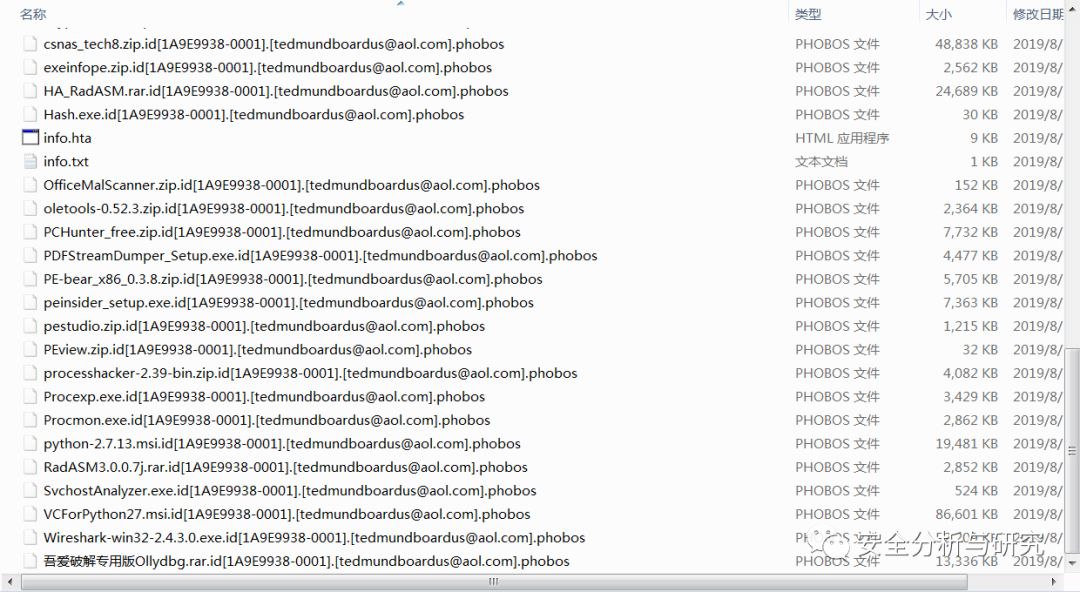 名称 类型 大小 修改日期
csnas_tech8.zip.id[1A9E9938-0001].[tedmundboardus@aol.com].phobos PHOBOS 文件 48,838 KB 2019/8/
exeinfope.zip.id[1A9E9938-0001].[tedmundboardus@aol.com].phobos PHOBOS 文件 2,562 KB 2019/8/
HA_RadASM.rar.id[1A9E9938-0001].[tedmundboardus@aol.com].phobos PHOBOS 文件 24,689 KB 2019/8/
Hash.exe.id[1A9E9938-0001].[tedmundboardus@aol.com].phobos PHOBOS 文件 30 KB 2019/8/
info.hta HTML 应用程序 9 KB 2019/8/
info.txt 文本文档 1 KB 2019/8/
OfficeMalScanner.zip.id[1A9E9938-0001].[tedmundboardus@aol.com].phobos PHOBOS 文件 152 KB 2019/8/
oletools-0.52.3.zip.id[1A9E9938-0001].[tedmundboardus@aol.com].phobos PHOBOS 文件 2,364 KB 2019/8/
PCHunter_free.zip.id[1A9E9938-0001].[tedmundboardus@aol.com].phobos PHOBOS 文件 7,732 KB 2019/8/
PDFStreamDumper_Setup.exe.id[1A9E9938-0001].[tedmundboardus@aol.com].phobos PHOBOS 文件 4,477 KB 2019/8/
PE-bear_x86_0.3.8.zip.id[1A9E9938-0001].[tedmundboardus@aol.com].phobos PHOBOS 文件 5,705 KB 2019/8/
peinsider_setup.exe.id[1A9E9938-0001].[tedmundboardus@aol.com].phobos PHOBOS 文件 7,363 KB 2019/8/
pestudio.zip.id[1A9E9938-0001].[tedmundboardus@aol.com].phobos PHOBOS 文件 1,215 KB 2019/8/
PEview.zip.id[1A9E9938-0001].[tedmundboardus@aol.com].phobos PHOBOS 文件 32 KB 2019/8/
processhacker-2.39-bin.zip.id[1A9E9938-0001].[tedmundboardus@aol.com].phobos PHOBOS 文件 4,082 KB 2019/8/
Procexp.exe.id[1A9E9938-0001].[tedmundboardus@aol.com].phobos PHOBOS 文件 3,429 KB 2019/8/
Procmon.exe.id[1A9E9938-0001].[tedmundboardus@aol.com].phobos PHOBOS 文件 2,862 KB 2019/8/
python-2.7.13.msi.id[1A9E9938-0001].[tedmundboardus@aol.com].phobos PHOBOS 文件 19,481 KB 2019/8/
RadASM3.0.0.7j.rar.id[1A9E9938-0001].[tedmundboardus@aol.com].phobos PHOBOS 文件 2,852 KB 2019/8/
SvchostAnalyzer.exe.id[1A9E9938-0001].[tedmundboardus@aol.com].phobos PHOBOS 文件 524 KB 2019/8/
VCForPython27.msi.id[1A9E9938-0001].[tedmundboardus@aol.com].phobos PHOBOS 文件 86,601 KB 2019/8/
Wireshark-win32-2.4.3.0.exe.id[1A9E9938-0001].[tedmundboardus@aol.com].phobos PHOBOS 文件 KB 2019/8/
安全分析与研究
吾爱破解专用版Ollydbg.rar.id[1A9E9938-0001].[tedmundboardus@aol.com].phobos PHOBOS 文件 13,336 KB 2019/8/